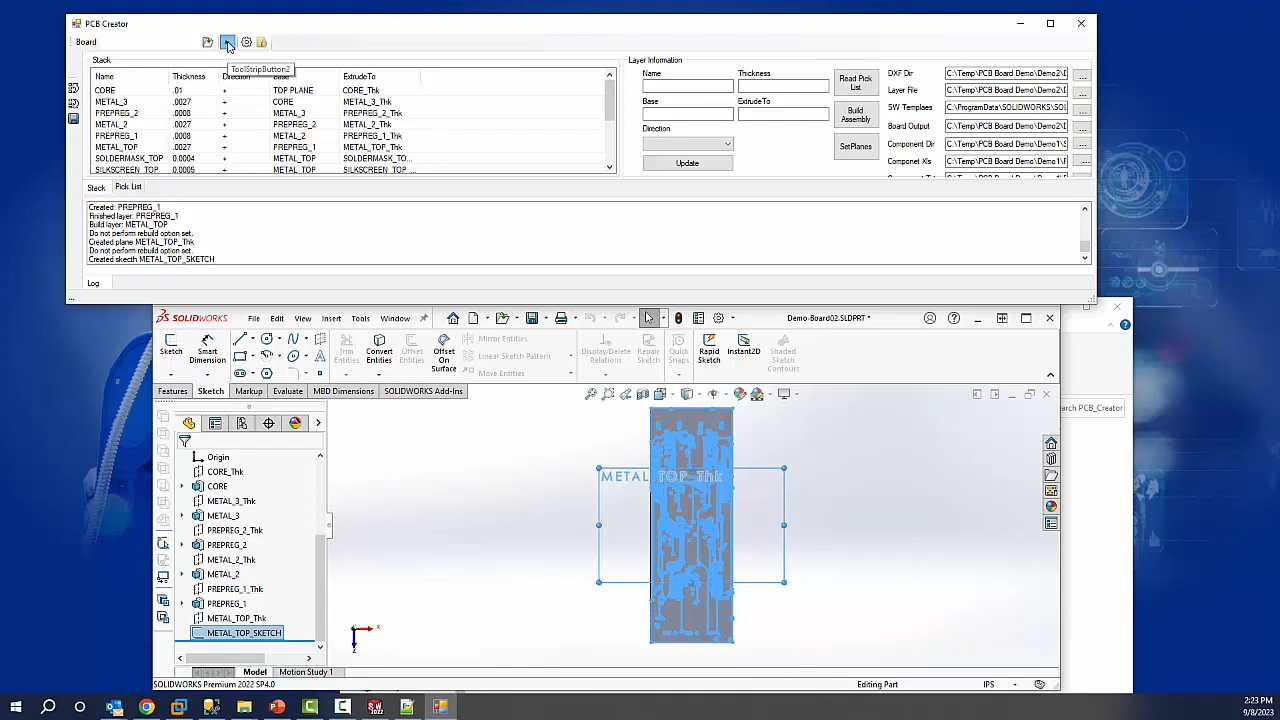 PCB Creator
Board
ToolStripButton2
Stack
Name Thickness Direction Base ExtrudeTo
CORE .01 + TOP PLANE CORE_Thk
METAL_3 .0027 + CORE METAL_3_Thk
PREPREG_2 .0008 + METAL_3 PREPREG_2_Thk
METAL_2 .0027 + PREPREG_2 METAL_2_Thk
PREPREG_1 .0008 + METAL_2 PREPREG_1_Thk
METAL_TOP .0027 + PREPREG_1 METAL_TOP_Thk
SOLDERMASK_TOP 0.0004 + METAL_TOP SOLDERMASK_TO...
SILKSCREEN_TOP 0.0005 + METAL_TOP SILKSCREEN_TOP ...
Layer Information
Name Thickness
Base ExtrudeTo
Direction
Update
Read Pick List
Build Assembly
SetPlanes
DXF Dir C:\Temp\PCB Board Demo\Demo2\
Layer File C:\Temp\PCB Board Demo\Demo2\
SW Templates C:\ProgramData\SOLIDWORKS\SOL
Board Output C:\Temp\PCB Board Demo\Demo2\
Component Dir C:\Temp\PCB Board Demo\Demo1\
Componet Xls C:\Temp\PCB Board Demo\Demo1\
Stack Pick List
Created: PREPREG_1
Finished layer: PREPREG_1
Build layer: METAL_TOP
Do not perform rebuild option set.
Created plane METAL_TOP_Thk
Do not perform rebuild option set.
Created skecth METAL_TOP_SKETCH
Log
...
SOLIDWORKS File Edit View Insert Tools Window Demo-Board02.SLDPRT *
Sketch
Smart Dimension
Trim Entities
Convert Entities
Offset Entities
Offset On Surface
Mirror Entities
Linear Sketch Pattern
Move Entities
Display/Delete Relations
Repair Sketch
Quick Snaps
Rapid Sketch
Instant2D
Shaded Sketch Contours
Features Sketch Markup Evaluate MBD Dimensions SOLIDWORKS Add-Ins
arch PCB_Creator
Origin
CORE_Thk
CORE
METAL_3_Thk
METAL_3
PREPREG_2_Thk
PREPREG_2
METAL_2_Thk
METAL_2
PREPREG_1_Thk
PREPREG_1
METAL_TOP_Thk
METAL_TOP_SKETCH
METAL_TOP_Thk
x
z
Model Motion Study 1
SOLIDWORKS Premium 2022 SP4.0 Editing Part IPS
2:23 PM
9/8/2023